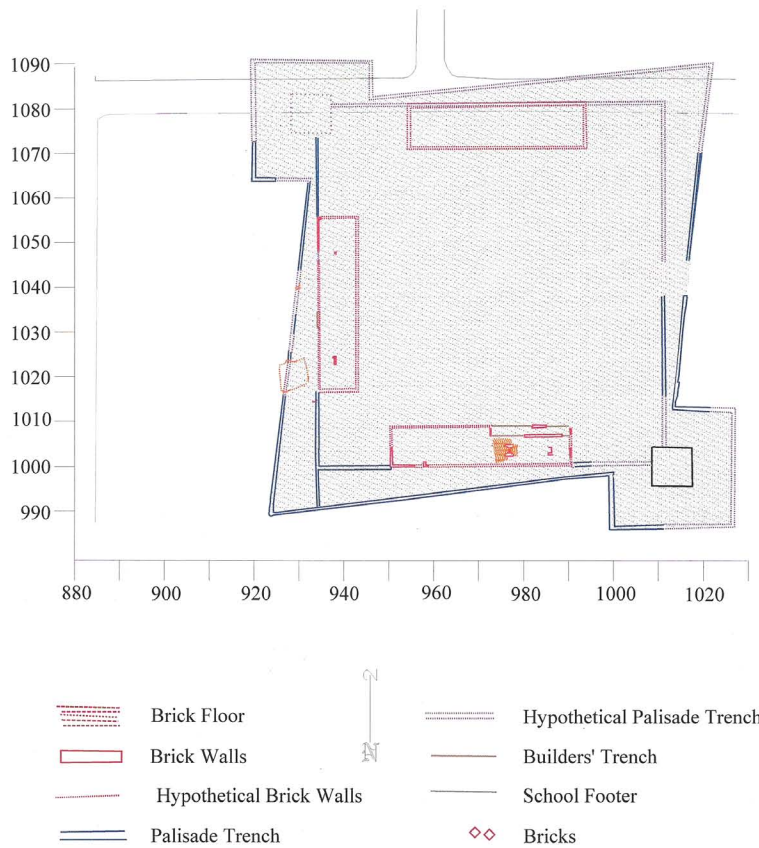 1090
1080
1070
1060
1050
1040
1030
1020
1010
1000
990
880
900
920
940
960
980
1000
1020
N
Brick Floor
Hypothetical Palisade Trench
Brick Walls
Builders' Trench
Hypothetical Brick Walls
School Footer
Palisade Trench
Bricks